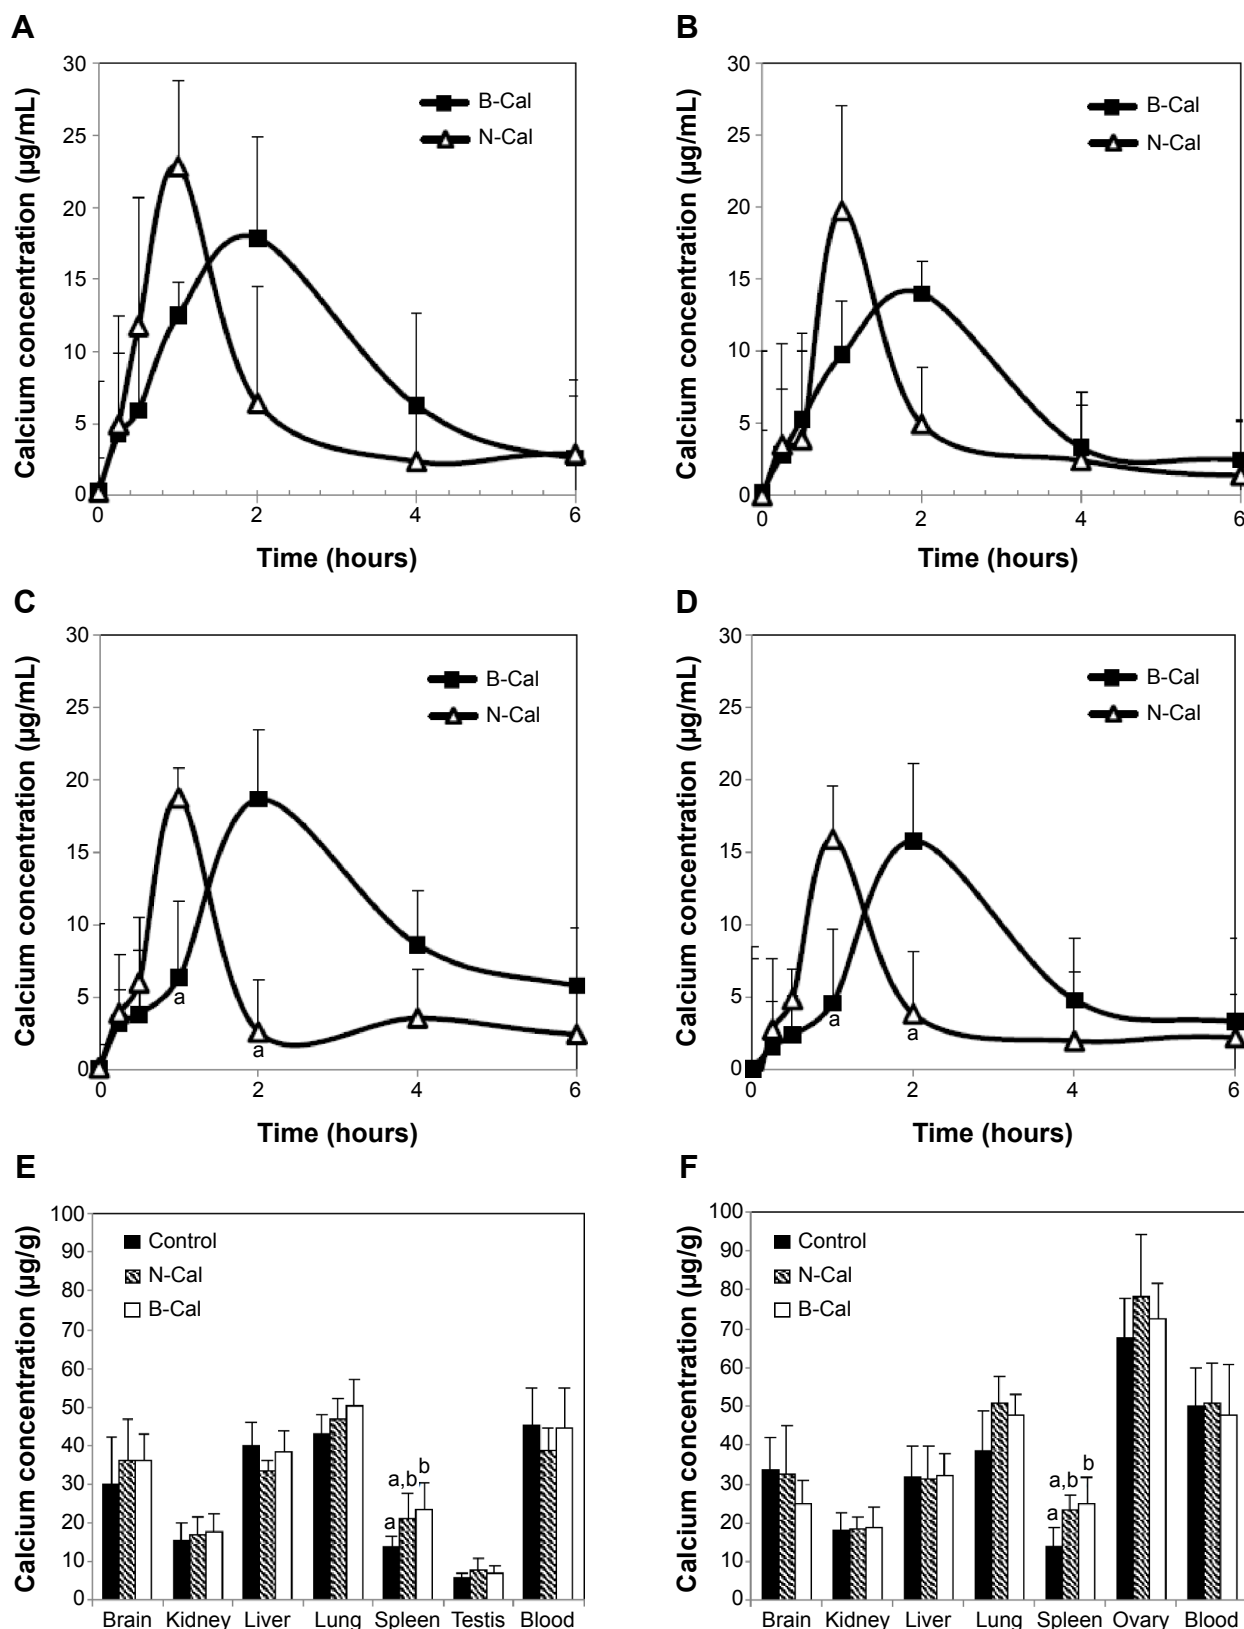 A
Calcium concentration (µg/mL)
30
25
20
15
10
5
0
B-Cal
N-Cal
0 2 4 6
Time (hours)
B
Calcium concentration (µg/mL)
30
25
20
15
10
5
0
B-Cal
N-Cal
0 2 4 6
Time (hours)
C
Calcium concentration (µg/mL)
30
25
20
15
10
5
0
B-Cal
N-Cal
a
a
0 2 4 6
Time (hours)
D
Calcium concentration (µg/mL)
30
25
20
15
10
5
0
B-Cal
N-Cal
a
a
0 2 4 6
Time (hours)
E
Calcium concentration (µg/g)
100
90
80
70
60
50
40
30
20
10
0
Control
N-Cal
B-Cal
a
a,b
b
Brain Kidney Liver Lung Spleen Testis Blood
F
Calcium concentration (µg/g)
100
90
80
70
60
50
40
30
20
10
0
Control
N-Cal
B-Cal
a
a,b
b
Brain Kidney Liver Lung Spleen Ovary Blood